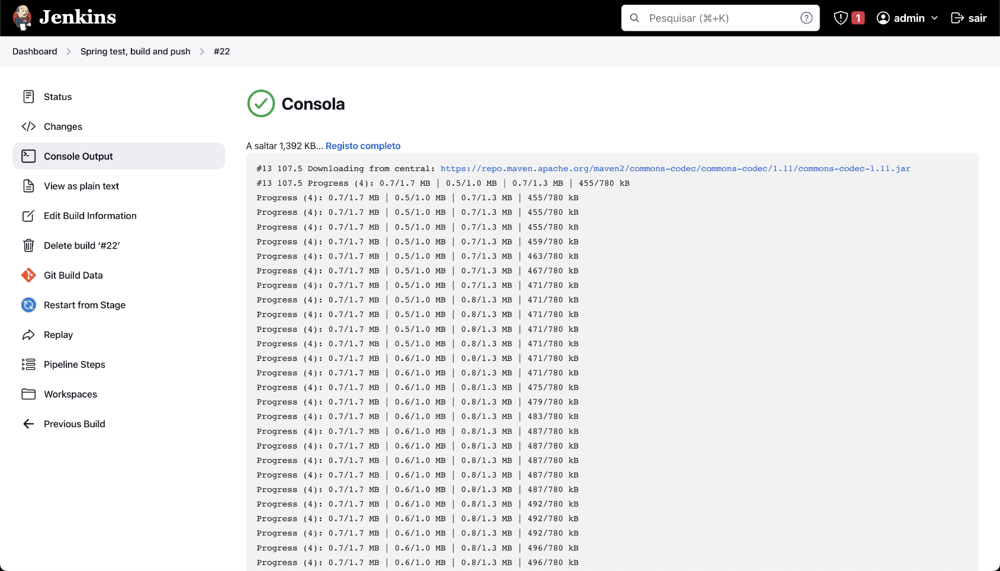 Jenkins
Pesquisar (⌘+K)
1
admin
sair
Dashboard
Spring test, build and push
#22
Status
Changes
Console Output
View as plain text
Edit Build Information
Delete build ‘#22’
Git Build Data
Restart from Stage
Replay
Pipeline Steps
Workspaces
Previous Build
Consola
A saltar 1,392 KB... Registo completo
#13 107.5 Downloading from central: https://repo.maven.apache.org/maven2/commons-codec/commons-codec/1.11/commons-codec-1.11.jar
#13 107.5 Progress (4): 0.7/1.7 MB | 0.5/1.0 MB | 0.7/1.3 MB | 455/780 kB
Progress (4): 0.7/1.7 MB | 0.5/1.0 MB | 0.7/1.3 MB | 455/780 kB
Progress (4): 0.7/1.7 MB | 0.5/1.0 MB | 0.7/1.3 MB | 455/780 kB
Progress (4): 0.7/1.7 MB | 0.5/1.0 MB | 0.7/1.3 MB | 455/780 kB
Progress (4): 0.7/1.7 MB | 0.5/1.0 MB | 0.7/1.3 MB | 459/780 kB
Progress (4): 0.7/1.7 MB | 0.5/1.0 MB | 0.7/1.3 MB | 463/780 kB
Progress (4): 0.7/1.7 MB | 0.5/1.0 MB | 0.7/1.3 MB | 467/780 kB
Progress (4): 0.7/1.7 MB | 0.5/1.0 MB | 0.7/1.3 MB | 471/780 kB
Progress (4): 0.7/1.7 MB | 0.5/1.0 MB | 0.8/1.3 MB | 471/780 kB
Progress (4): 0.7/1.7 MB | 0.5/1.0 MB | 0.8/1.3 MB | 471/780 kB
Progress (4): 0.7/1.7 MB | 0.5/1.0 MB | 0.8/1.3 MB | 471/780 kB
Progress (4): 0.7/1.7 MB | 0.5/1.0 MB | 0.8/1.3 MB | 471/780 kB
Progress (4): 0.7/1.7 MB | 0.6/1.0 MB | 0.8/1.3 MB | 471/780 kB
Progress (4): 0.7/1.7 MB | 0.6/1.0 MB | 0.8/1.3 MB | 471/780 kB
Progress (4): 0.7/1.7 MB | 0.6/1.0 MB | 0.8/1.3 MB | 475/780 kB
Progress (4): 0.7/1.7 MB | 0.6/1.0 MB | 0.8/1.3 MB | 479/780 kB
Progress (4): 0.7/1.7 MB | 0.6/1.0 MB | 0.8/1.3 MB | 483/780 kB
Progress (4): 0.7/1.7 MB | 0.6/1.0 MB | 0.8/1.3 MB | 487/780 kB
Progress (4): 0.7/1.7 MB | 0.6/1.0 MB | 0.8/1.3 MB | 487/780 kB
Progress (4): 0.7/1.7 MB | 0.6/1.0 MB | 0.8/1.3 MB | 487/780 kB
Progress (4): 0.7/1.7 MB | 0.6/1.0 MB | 0.8/1.3 MB | 487/780 kB
Progress (4): 0.7/1.7 MB | 0.6/1.0 MB | 0.8/1.3 MB | 487/780 kB
Progress (4): 0.7/1.7 MB | 0.6/1.0 MB | 0.8/1.3 MB | 492/780 kB
Progress (4): 0.7/1.7 MB | 0.6/1.0 MB | 0.8/1.3 MB | 492/780 kB
Progress (4): 0.7/1.7 MB | 0.6/1.0 MB | 0.8/1.3 MB | 492/780 kB
Progress (4): 0.7/1.7 MB | 0.6/1.0 MB | 0.8/1.3 MB | 496/780 kB
Progress (4): 0.7/1.7 MB | 0.6/1.0 MB | 0.8/1.3 MB | 496/780 kB